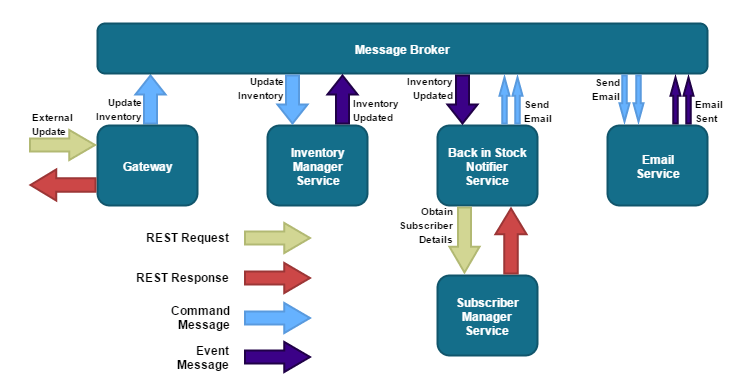 Message Broker
Update
Inventory
Update
Inventory
Inventory
Updated
Inventory
Updated
Send
Email
Send
Email
Email
Sent
External
Update
Gateway
Inventory
Manager
Service
Back in Stock
Notifier
Service
Email
Service
Obtain
Subscriber
Details
Subscriber
Manager
Service
REST Request
REST Response
Command
Message
Event
Message